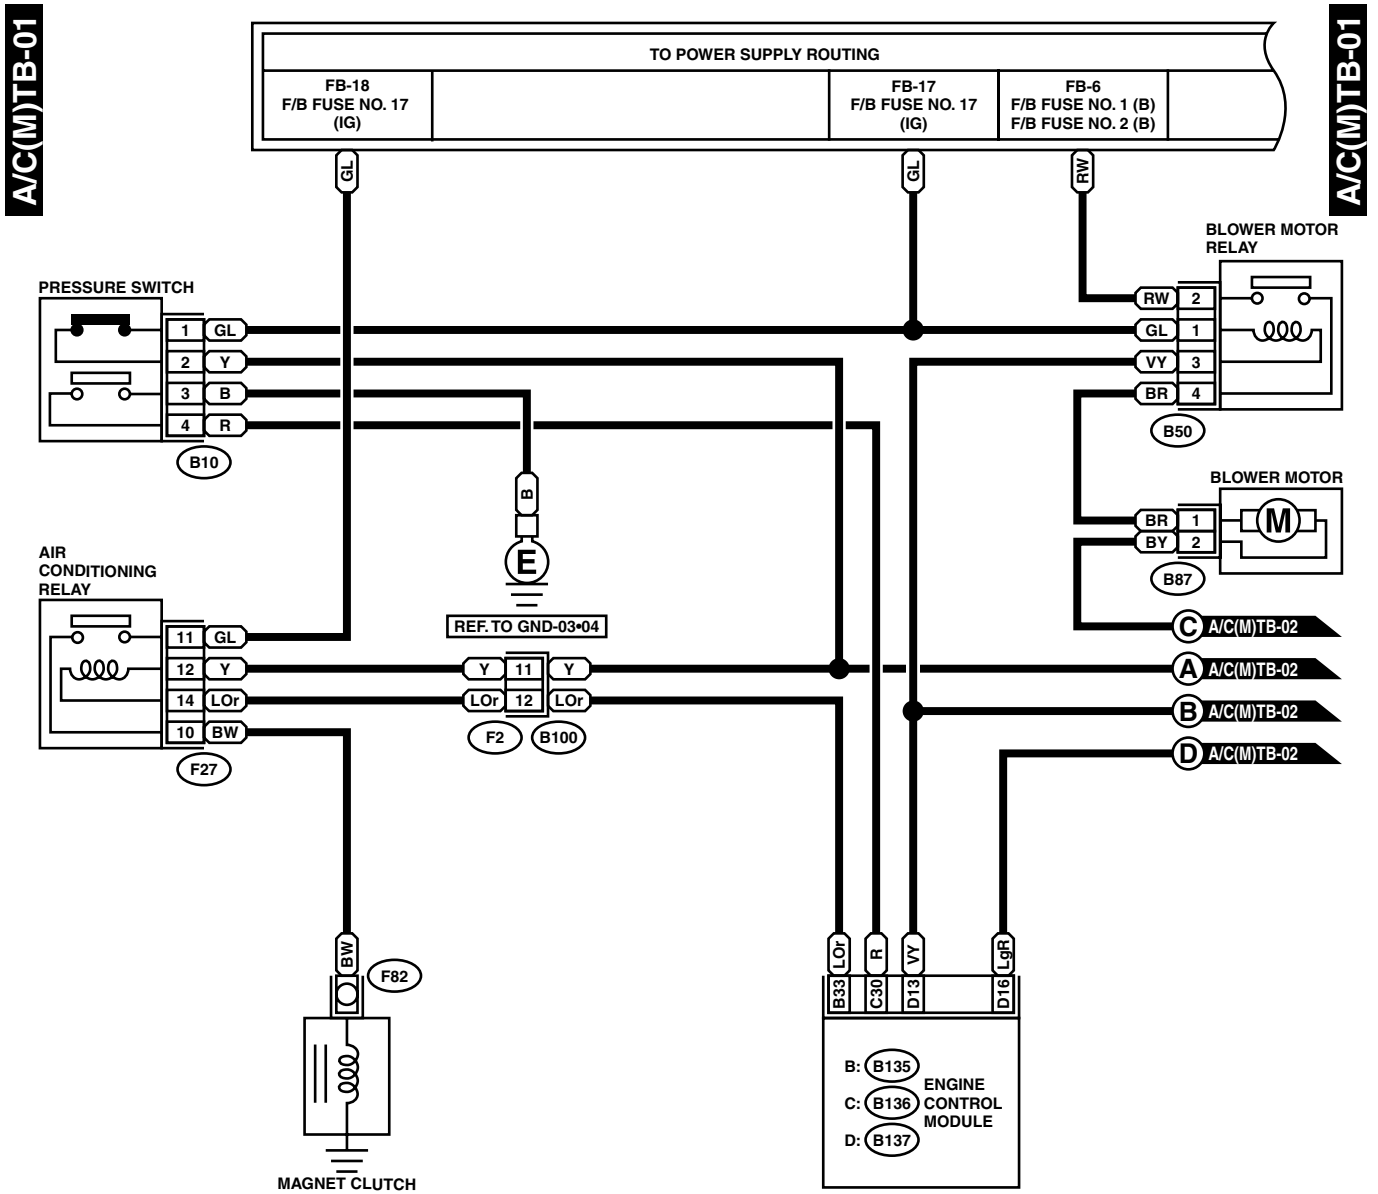 A/C(M)TB-01
A/C(M)TB-01
TO POWER SUPPLY ROUTING
FB-18
F/B FUSE NO. 17
(IG)
FB-17
F/B FUSE NO. 17
(IG)
FB-6
F/B FUSE NO. 1 (B)
F/B FUSE NO. 2 (B)
GL
GL
RW
BLOWER MOTOR
RELAY
RW 2
GL 1
VY 3
BR 4
B50
PRESSURE SWITCH
1 GL
2 Y
3 B
4 R
B10
B
E
REF. TO GND-03•04
BLOWER MOTOR
M
BR 1
BY 2
B87
AIR
CONDITIONING
RELAY
11 GL
12 Y
14 LOr
10 BW
F27
Y 11 Y
LOr 12 LOr
F2 B100
C A/C(M)TB-02
A A/C(M)TB-02
B A/C(M)TB-02
D A/C(M)TB-02
BW
F82
MAGNET CLUTCH
LOr R VY LgR
B33 C30 D13 D16
B: B135
C: B136
D: B137
ENGINE
CONTROL
MODULE